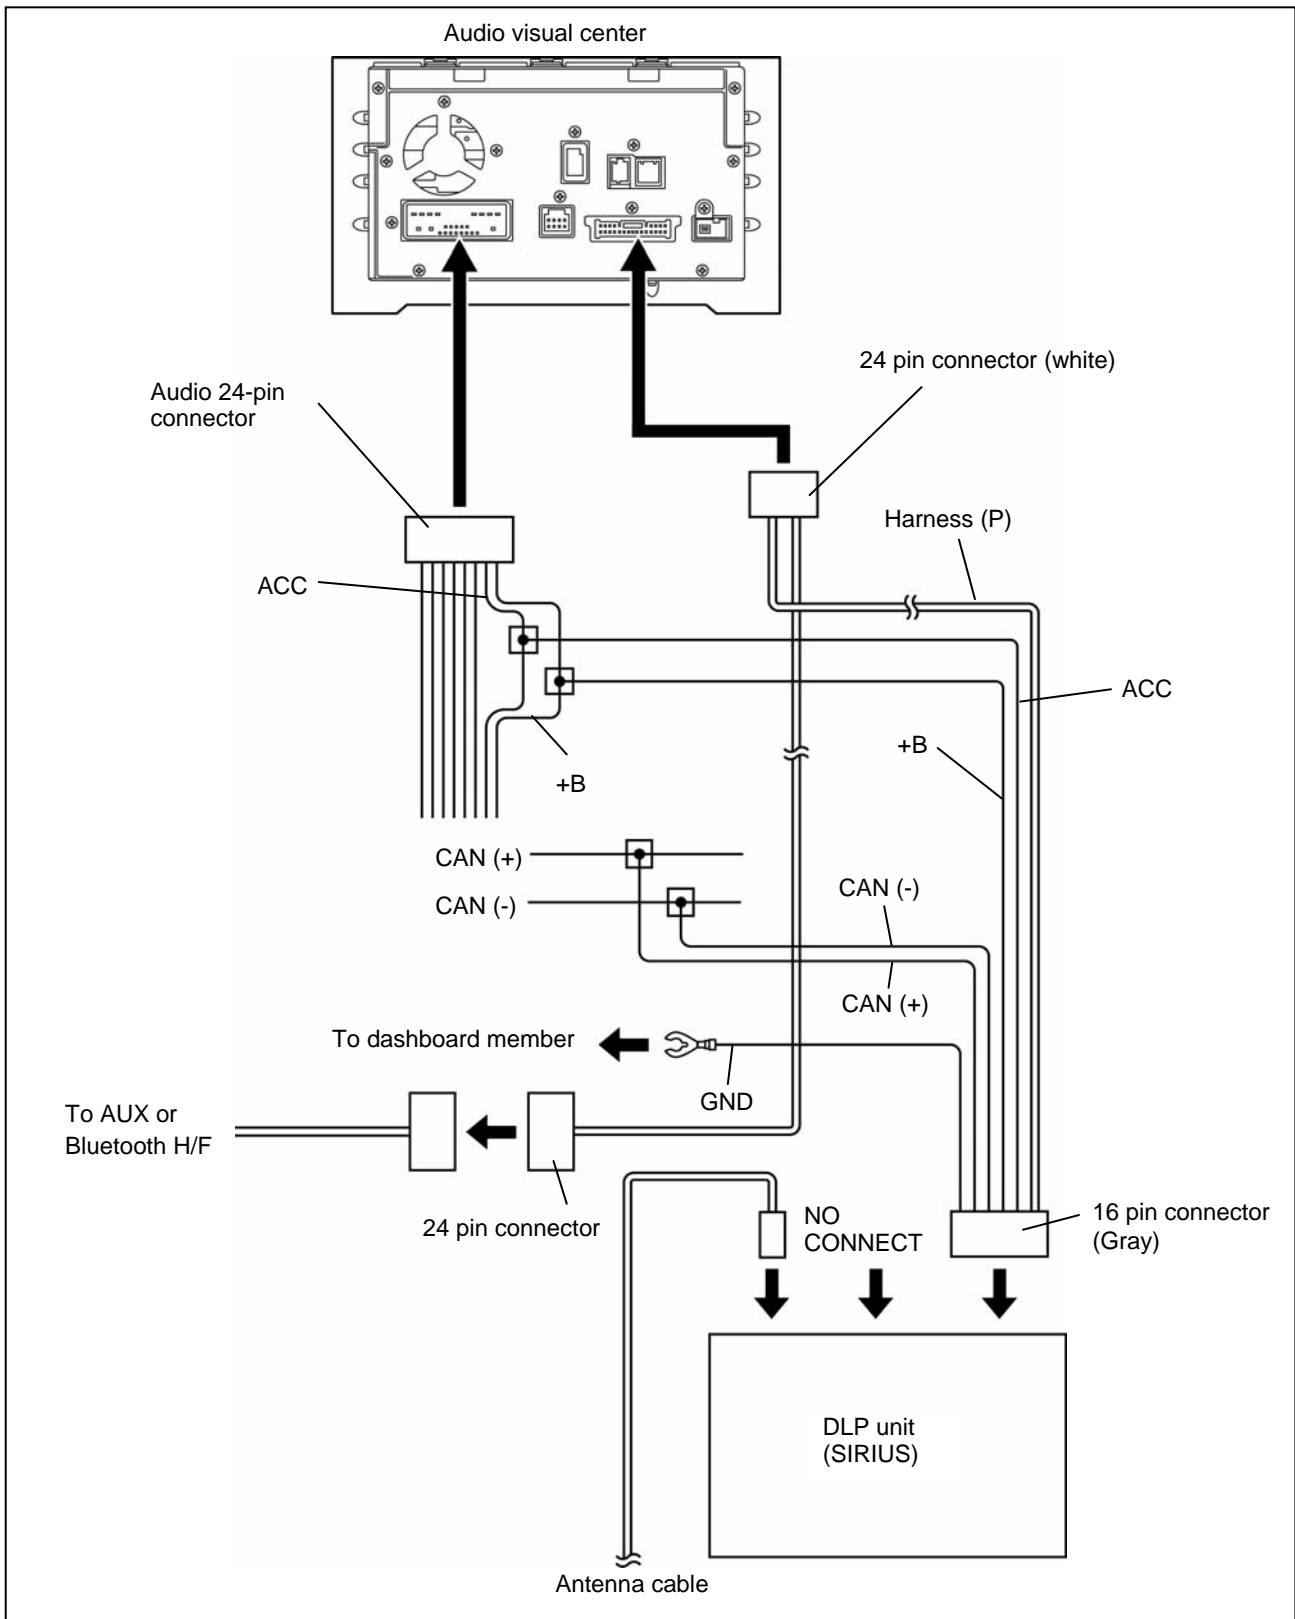 Audio visual center
24 pin connector (white)
Audio 24-pin
connector
Harness (P)
ACC
ACC
+B
+B
CAN (+)
CAN (-)
CAN (-)
CAN (+)
To dashboard member
GND
To AUX or
Bluetooth H/F
24 pin connector
NO
CONNECT
16 pin connector
(Gray)
DLP unit
(SIRIUS)
Antenna cable